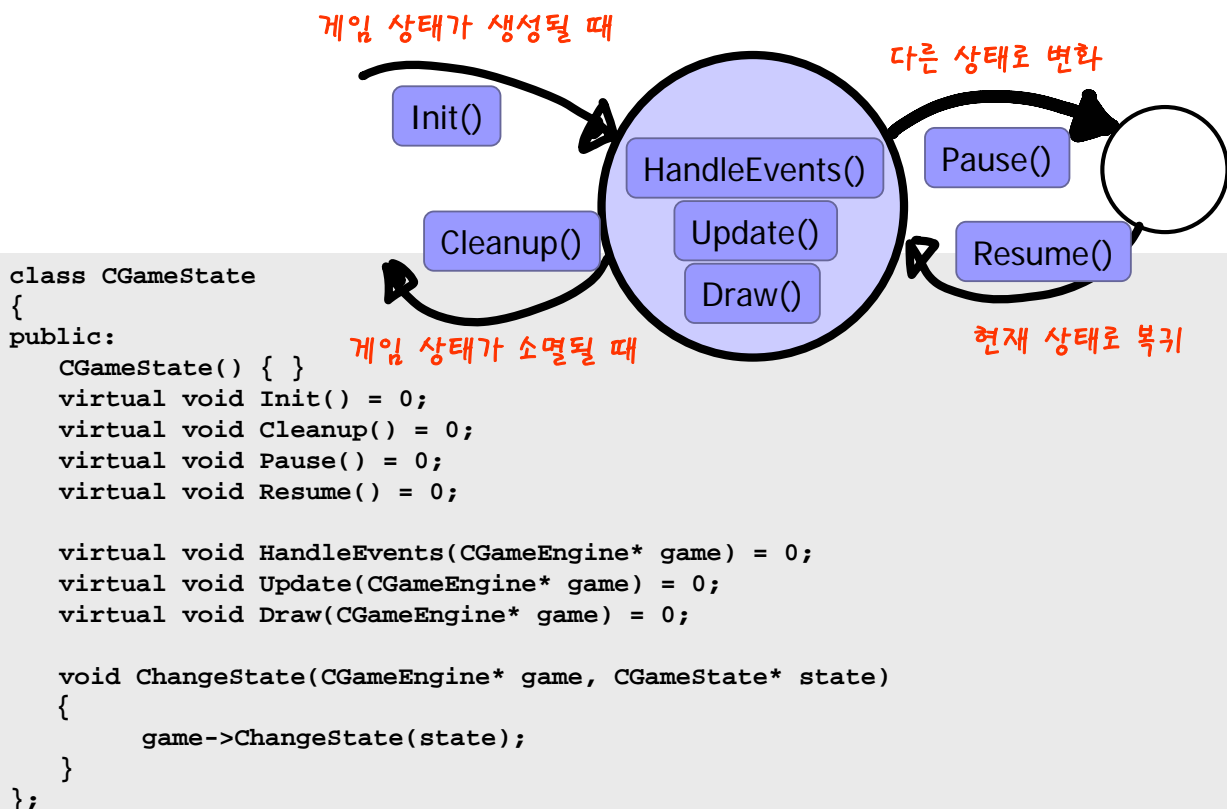 게임 상태가 생성될 때
다른 상태로 변화
Init()
HandleEvents()
Pause()
Cleanup()
Update()
Resume()
Draw()
게임 상태가 소멸될 때
현재 상태로 복귀
class CGameState
{
public:
CGameState() { }
virtual void Init() = 0;
virtual void Cleanup() = 0;
virtual void Pause() = 0;
virtual void Resume() = 0;
virtual void HandleEvents(CGameEngine* game) = 0;
virtual void Update(CGameEngine* game) = 0;
virtual void Draw(CGameEngine* game) = 0;
void ChangeState(CGameEngine* game, CGameState* state)
{
game->ChangeState(state);
}
};